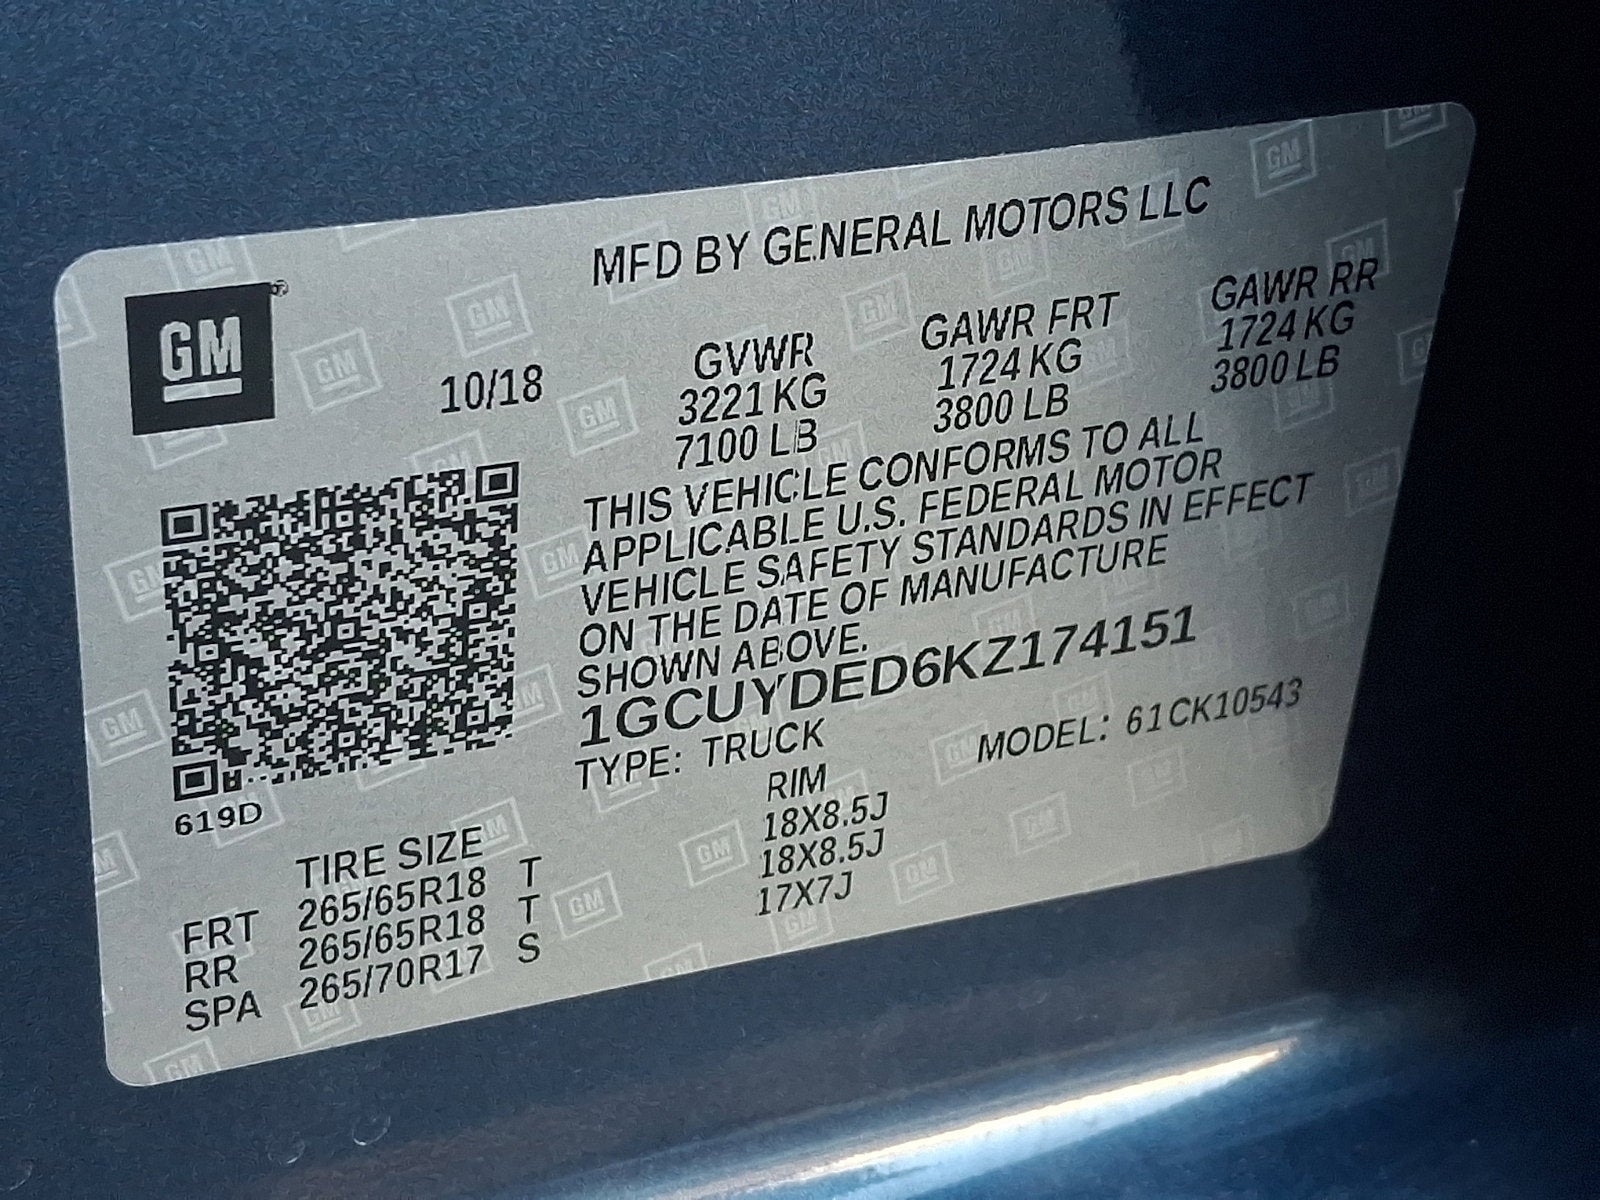 MFD BY GENERAL MOTORS LLC
GM
10/18
GVWR GAWR FRT GAWR RR
3221 KG 1724 KG 1724 KG
7100 LB 3800 LB 3800 LB
THIS VEHICLE CONFORMS TO ALL
APPLICABLE U.S. FEDERAL MOTOR
VEHICLE SAFETY STANDARDS IN EFFECT
ON THE DATE OF MANUFACTURE
SHOWN ABOVE.
1GCUYDED6KZ174151
TYPE: TRUCK MODEL: 61CK10543
619D
TIRE SIZE RIM
FRT 265/65R18 T 18X8.5J
RR 265/65R18 T 18X8.5J
SPA 265/70R17 S 17X7J